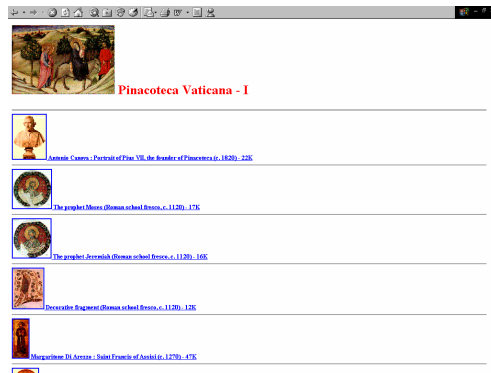 Pinacoteca Vaticana - I
Antonio Canova : Portrait of Pius VII, the founder of Pinacoteca (c. 1820) - 22K
The prophet Moses (Roman school fresco, c. 1120) - 17K
The prophet Jeremiah (Roman school fresco, c. 1120) - 16K
Decorative fragment (Roman school fresco, c. 1120) - 12K
Margaritone Di Arezzo : Saint Francis of Assisi (c. 1270) - 47K